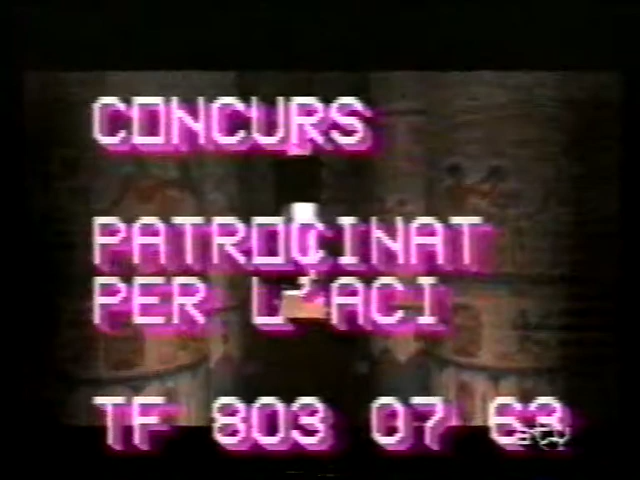 CONCURS
PATROCINAT
PER L'ACI
TF 803 07 63